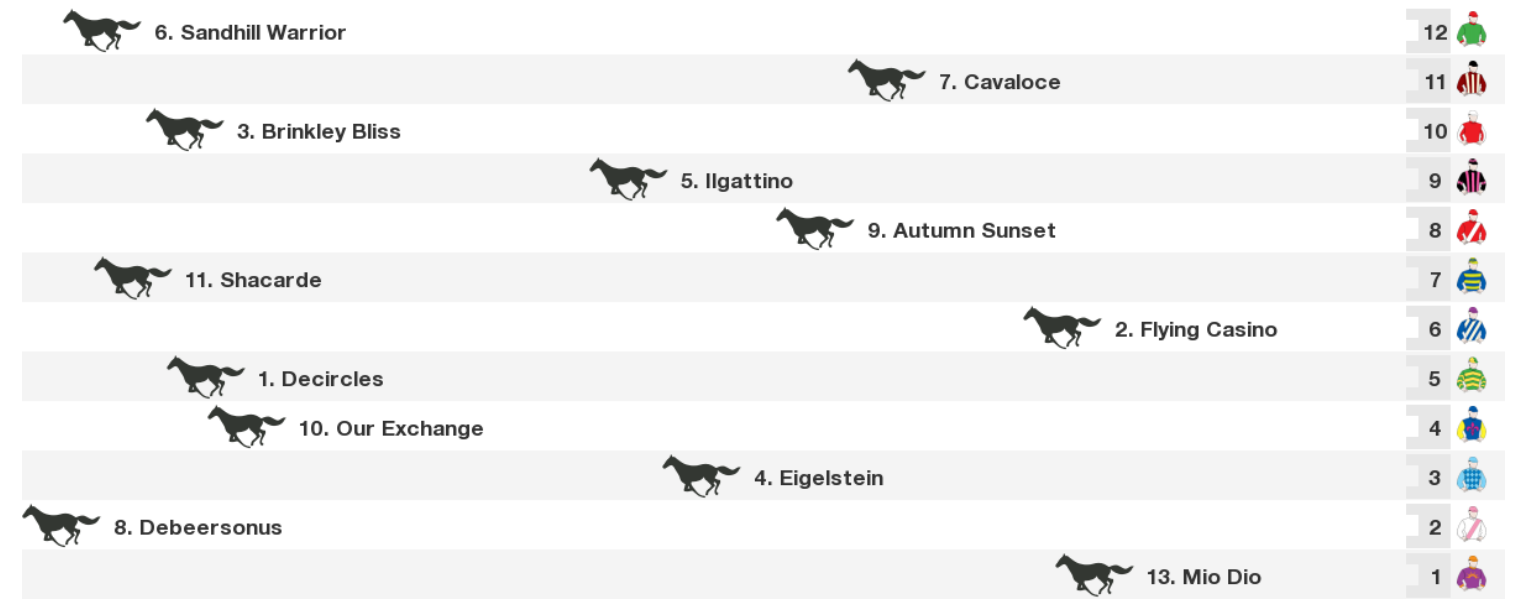 6. Sandhill Warrior 12
7. Cavaloce 11
3. Brinkley Bliss 10
5. Ilgattino 9
9. Autumn Sunset 8
11. Shacarde 7
2. Flying Casino 6
1. Decircles 5
10. Our Exchange 4
4. Eigelstein 3
8. Debeersonus 2
13. Mio Dio 1